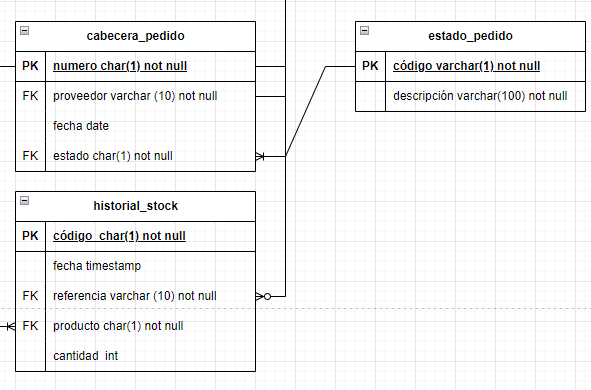 cabecera_pedido
PK numero char(1) not null
FK proveedor varchar (10) not null
fecha date
FK estado char(1) not null
estado_pedido
PK código varchar(1) not null
descripción varchar(100) not null
historial_stock
PK código char(1) not null
fecha timestamp
FK referencia varchar (10) not null
FK producto char(1) not null
cantidad int